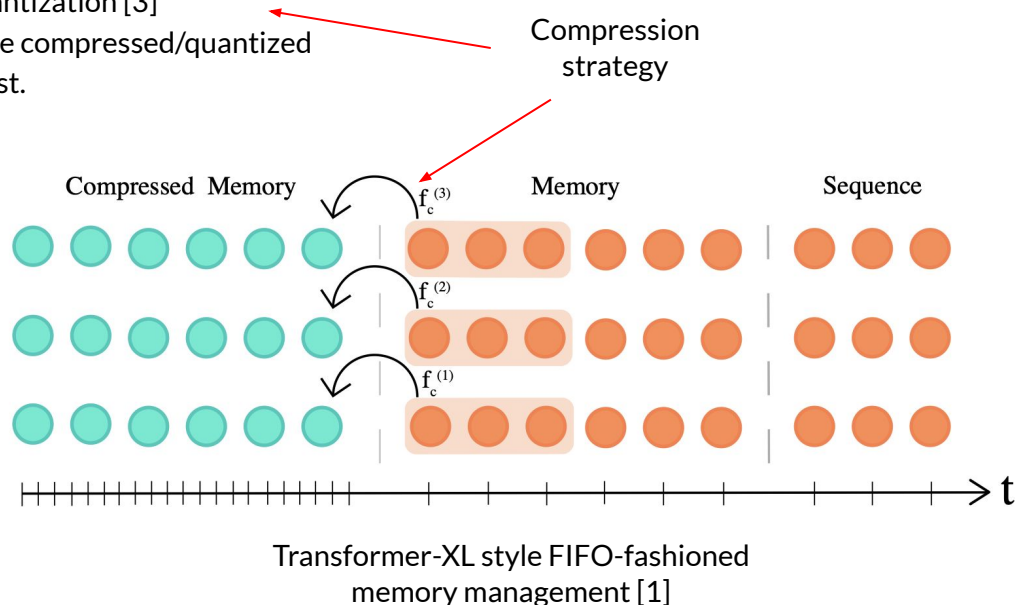 antization [3]
e compressed/quantized
st.
Compression
strategy
Compressed Memory
Memory
Sequence
f_c^(3)
f_c^(2)
f_c^(1)
t
Transformer-XL style FIFO-fashioned
memory management [1]